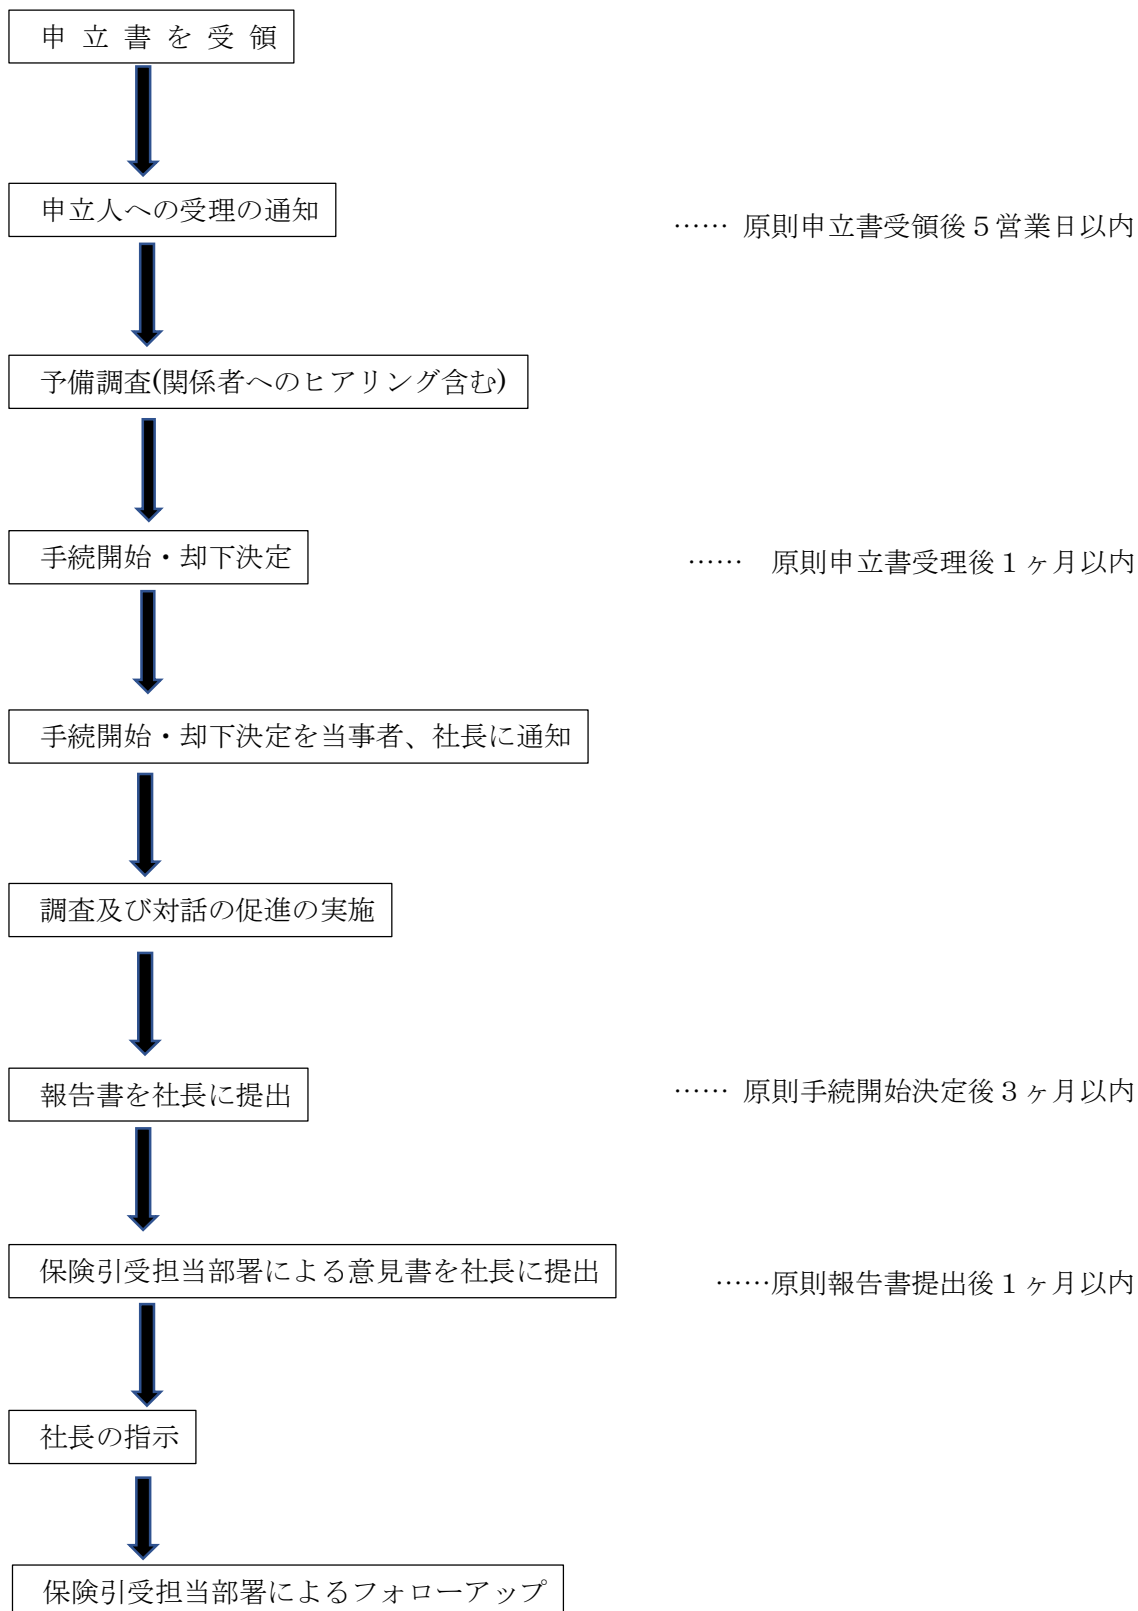 申 立 書 を 受 領
申立人への受理の通知
…… 原則申立書受領後５営業日以内
予備調査(関係者へのヒアリング含む)
手続開始・却下決定
…… 原則申立書受理後１ヶ月以内
手続開始・却下決定を当事者、社長に通知
調査及び対話の促進の実施
報告書を社長に提出
…… 原則手続開始決定後３ヶ月以内
保険引受担当部署による意見書を社長に提出
……原則報告書提出後１ヶ月以内
社長の指示
保険引受担当部署によるフォローアップ